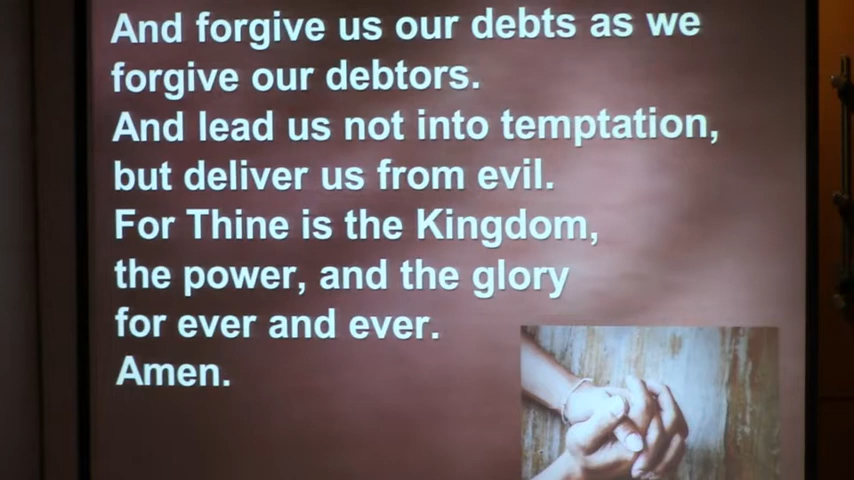 And forgive us our debts as we
forgive our debtors.
And lead us not into temptation,
but deliver us from evil.
For Thine is the Kingdom,
the power, and the glory
for ever and ever.
Amen.